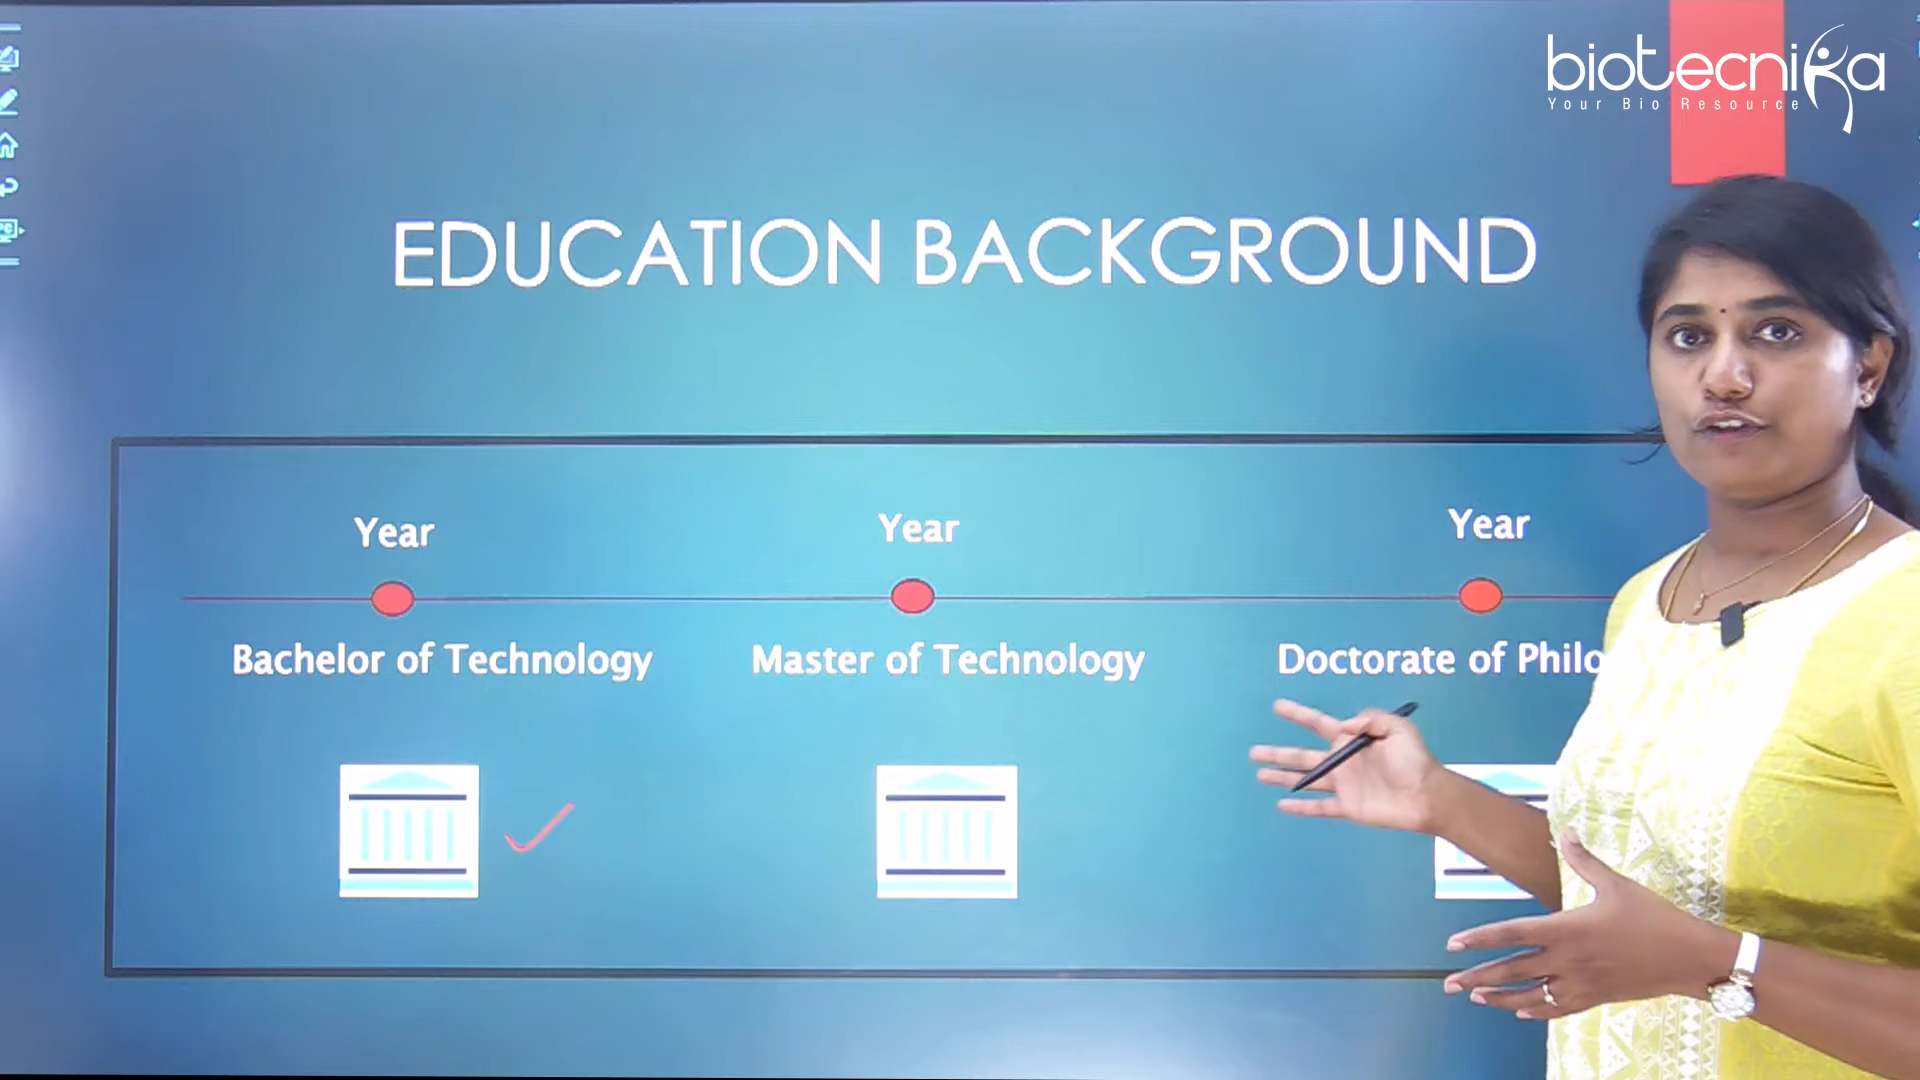 biotecnika
Your Bio Resource
EDUCATION BACKGROUND
Year
Year
Year
Bachelor of Technology
Master of Technology
Doctorate of Philo